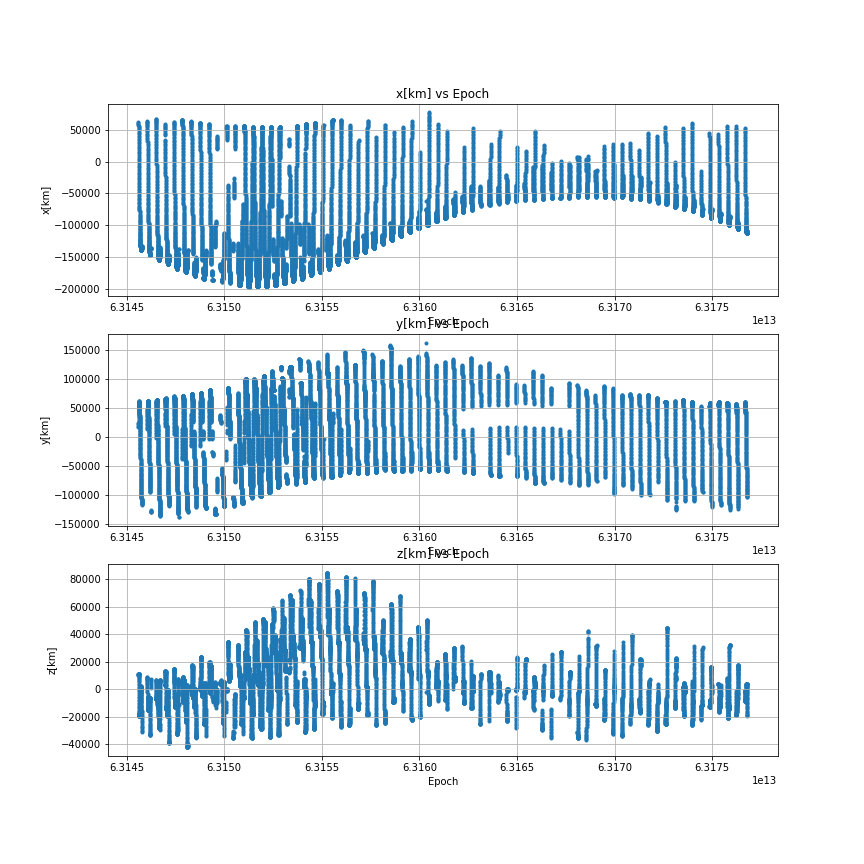 x[km] vs Epoch
50000
0
−50000
−100000
−150000
−200000
x[km]
6.3145 6.3150 6.3155 6.3160 6.3165 6.3170 6.3175
1e13
Epoch
y[km] vs Epoch
150000
100000
50000
0
−50000
−100000
−150000
y[km]
6.3145 6.3150 6.3155 6.3160 6.3165 6.3170 6.3175
1e13
Epoch
z[km] vs Epoch
80000
60000
40000
20000
0
−20000
−40000
z[km]
6.3145 6.3150 6.3155 6.3160 6.3165 6.3170 6.3175
1e13
Epoch